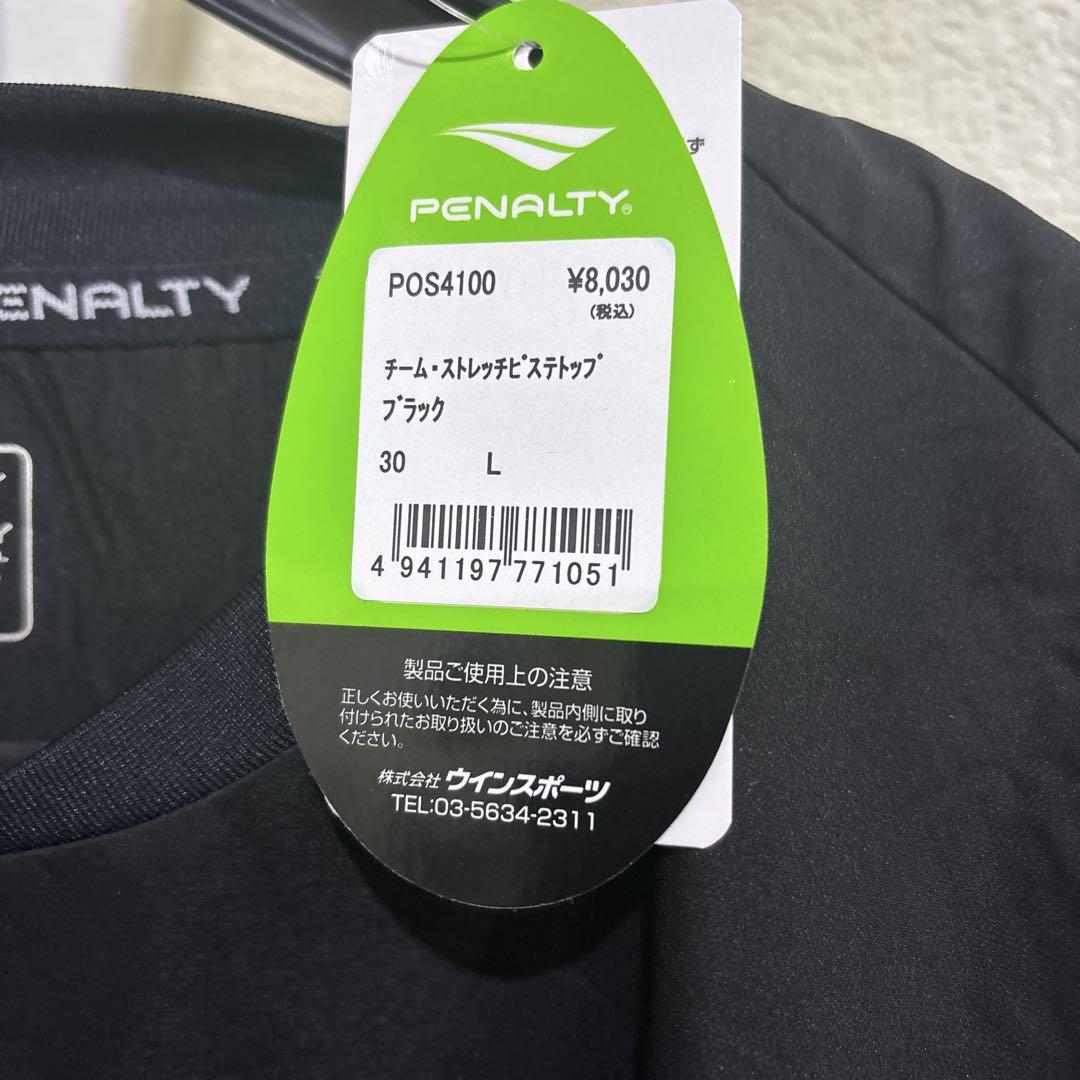 PENALTY®
POS4100 ¥8,030
(税込)
チーム・ストレッチピステトップ
ブラック
30 L
4 941197 771051
製品ご使用上の注意
正しくお使いいただく為に、製品内側に取り
付けられたお取り扱いのご注意を必ずご確認
ください。
株式会社 ウインスポーツ
TEL:03-5634-2311
ENALTY
ず